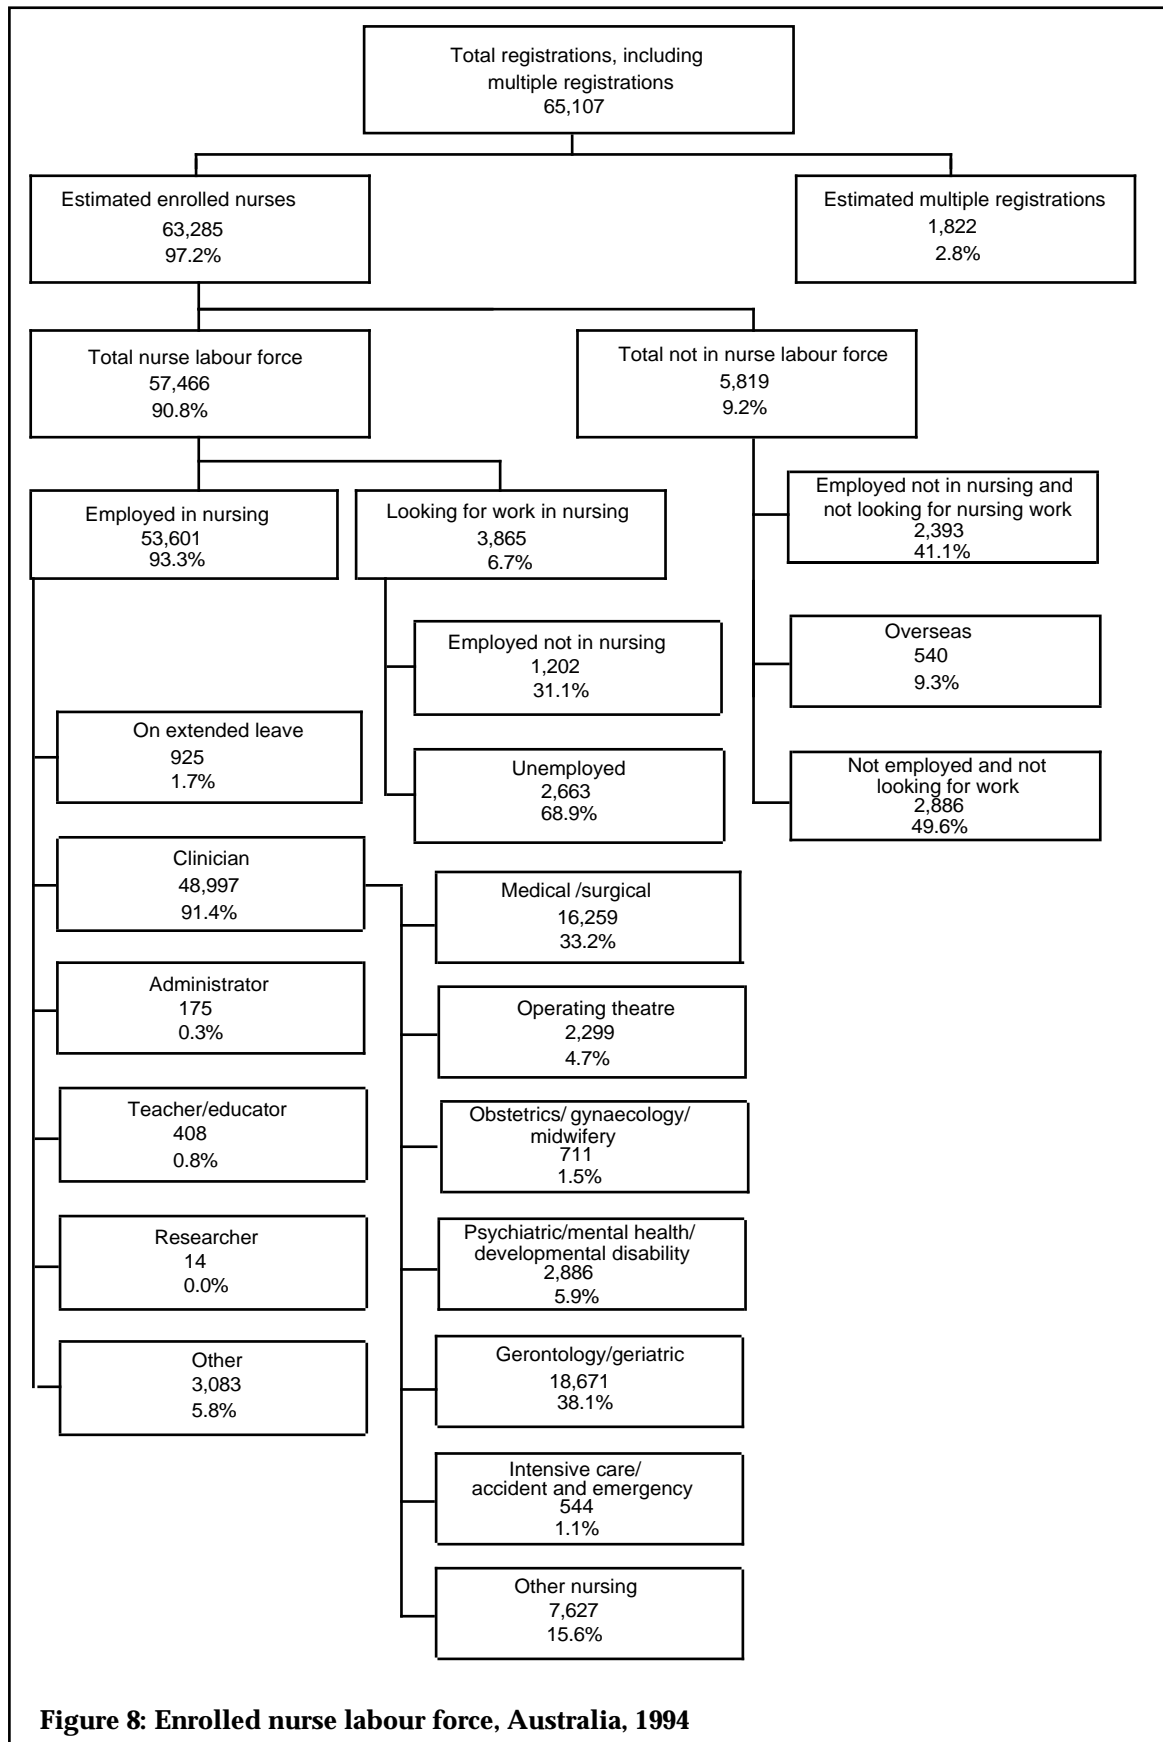 Total registrations, including
multiple registrations
65,107
Estimated enrolled nurses
63,285
97.2%
Estimated multiple registrations
1,822
2.8%
Total nurse labour force
57,466
90.8%
Total not in nurse labour force
5,819
9.2%
Employed in nursing
53,601
93.3%
Looking for work in nursing
3,865
6.7%
Employed not in nursing and
not looking for nursing work
2,393
41.1%
Employed not in nursing
1,202
31.1%
Overseas
540
9.3%
On extended leave
925
1.7%
Unemployed
2,663
68.9%
Not employed and not
looking for work
2,886
49.6%
Clinician
48,997
91.4%
Medical /surgical
16,259
33.2%
Administrator
175
0.3%
Operating theatre
2,299
4.7%
Teacher/educator
408
0.8%
Obstetrics/ gynaecology/
midwifery
711
1.5%
Researcher
14
0.0%
Psychiatric/mental health/
developmental disability
2,886
5.9%
Other
3,083
5.8%
Gerontology/geriatric
18,671
38.1%
Intensive care/
accident and emergency
544
1.1%
Other nursing
7,627
15.6%
Figure 8: Enrolled nurse labour force, Australia, 1994